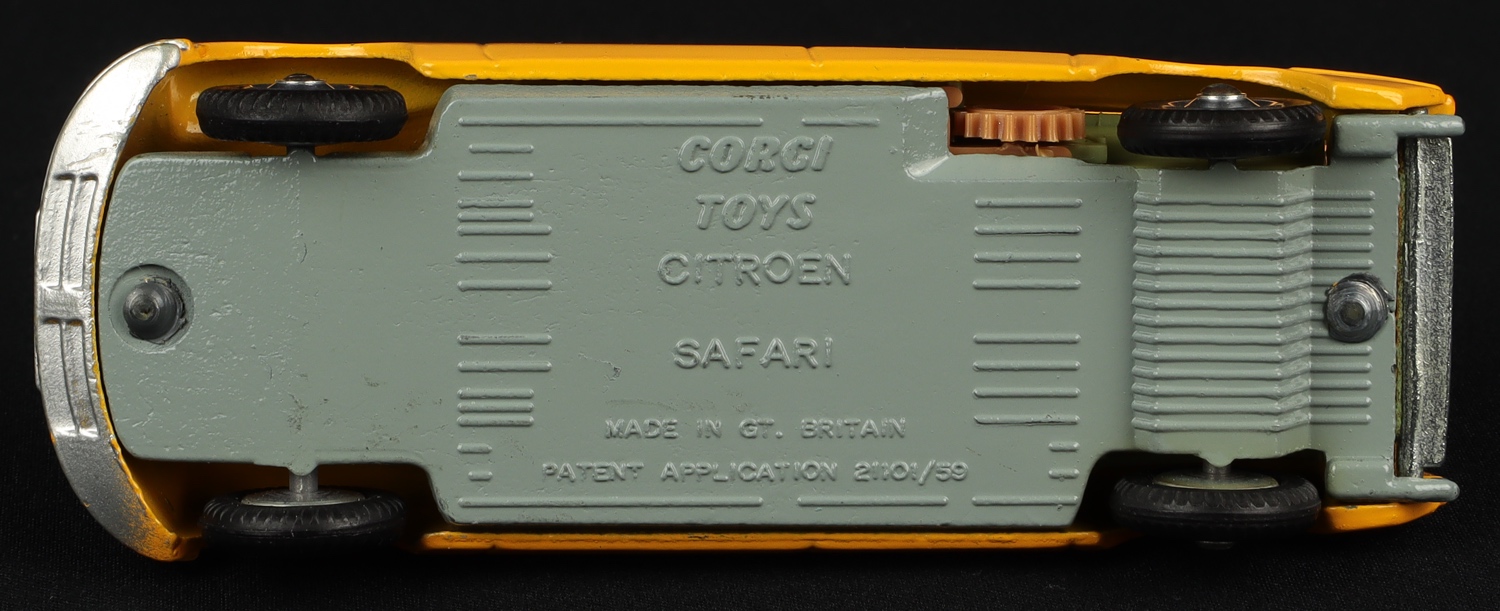 CORGI
TOYS
CITROEN
SAFARI
MADE IN GT. BRITAIN
PATENT APPLICATION 21101/59